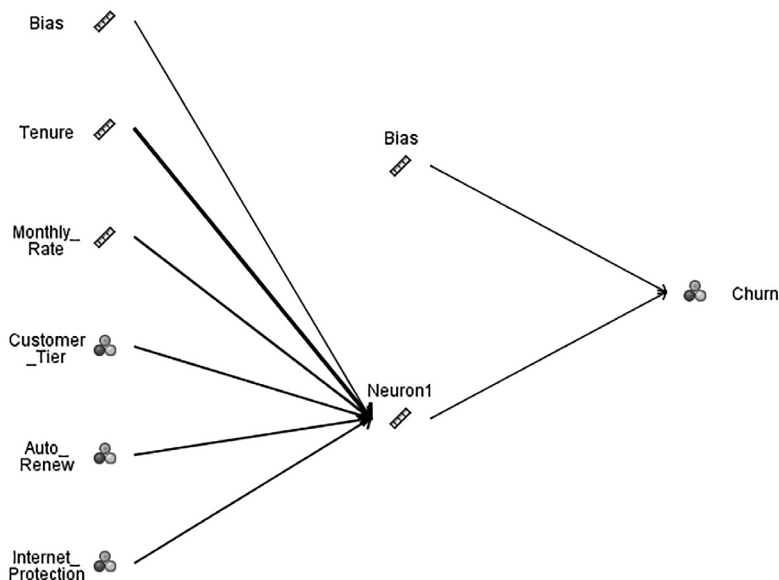 Bias
Tenure
Monthly_
Rate
Customer
_Tier
Auto_
Renew
Internet_
Protection
Bias
Neuron1
Churn